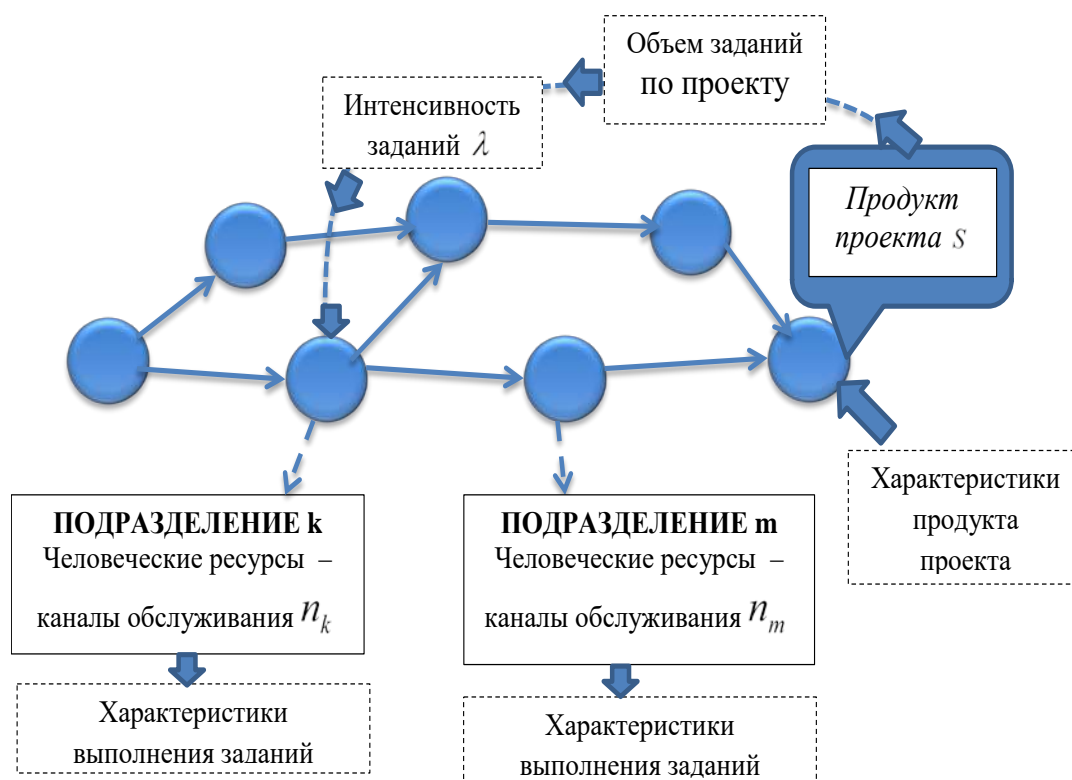 Объем заданий
по проекту
Интенсивность
заданий λ
Продукт
проекта S
Характеристики
продукта
проекта
ПОДРАЗДЕЛЕНИЕ k
Человеческие ресурсы –
каналы обслуживания n_k
ПОДРАЗДЕЛЕНИЕ m
Человеческие ресурсы –
каналы обслуживания n_m
Характеристики
выполнения заданий
Характеристики
выполнения заданий